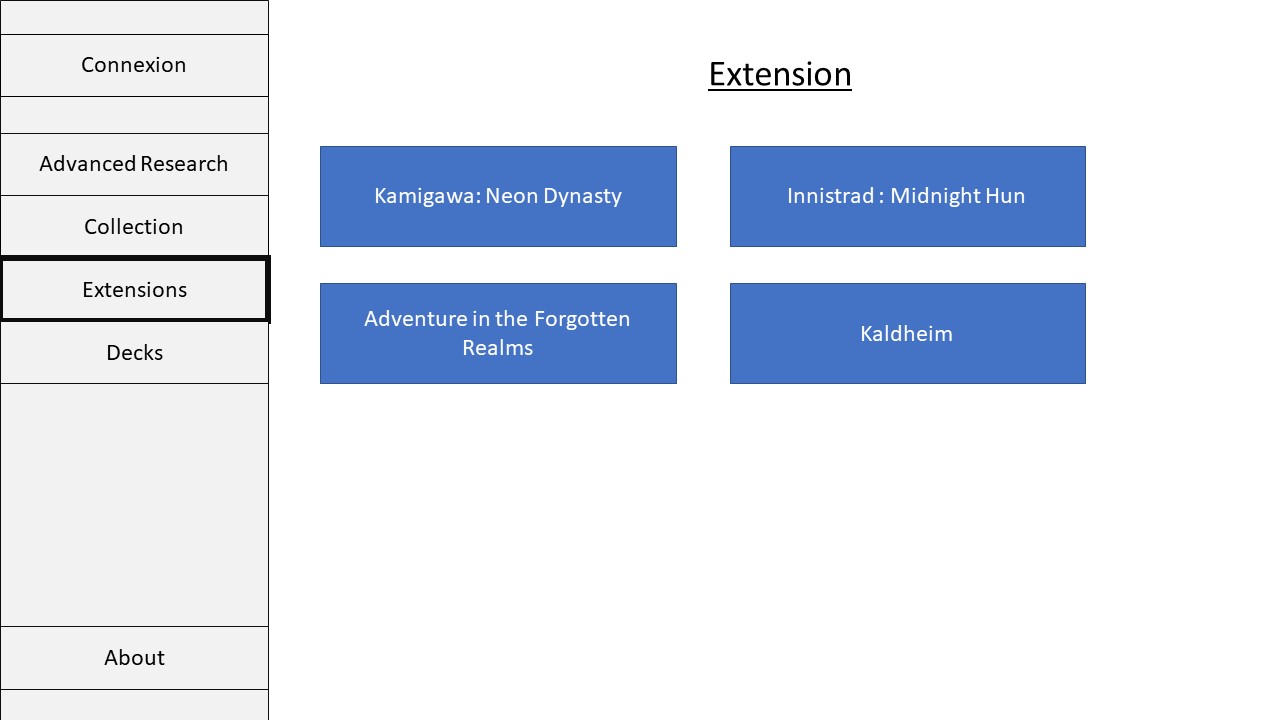 Connexion
Advanced Research
Collection
Extensions
Decks
About
Extension
Kamigawa: Neon Dynasty
Innistrad : Midnight Hun
Adventure in the Forgotten
Realms
Kaldheim